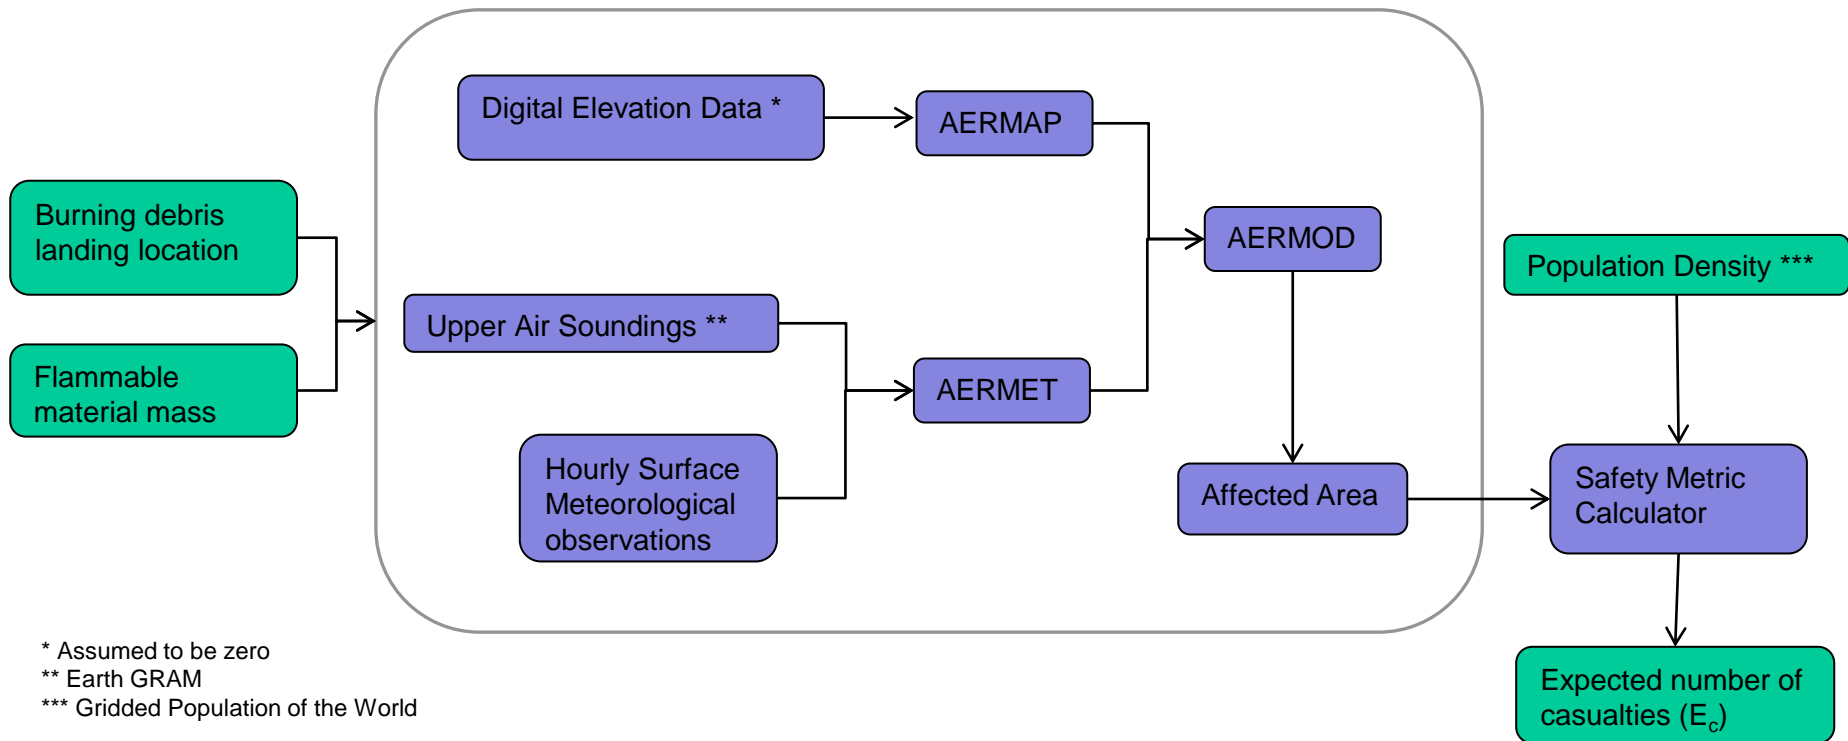 Digital Elevation Data *
AERMAP
Burning debris
landing location
AERMOD
Population Density ***
Upper Air Soundings **
Flammable
material mass
AERMET
Hourly Surface
Meteorological
observations
Affected Area
Safety Metric
Calculator
* Assumed to be zero
** Earth GRAM
*** Gridded Population of the World
Expected number of
casualties (Ec)